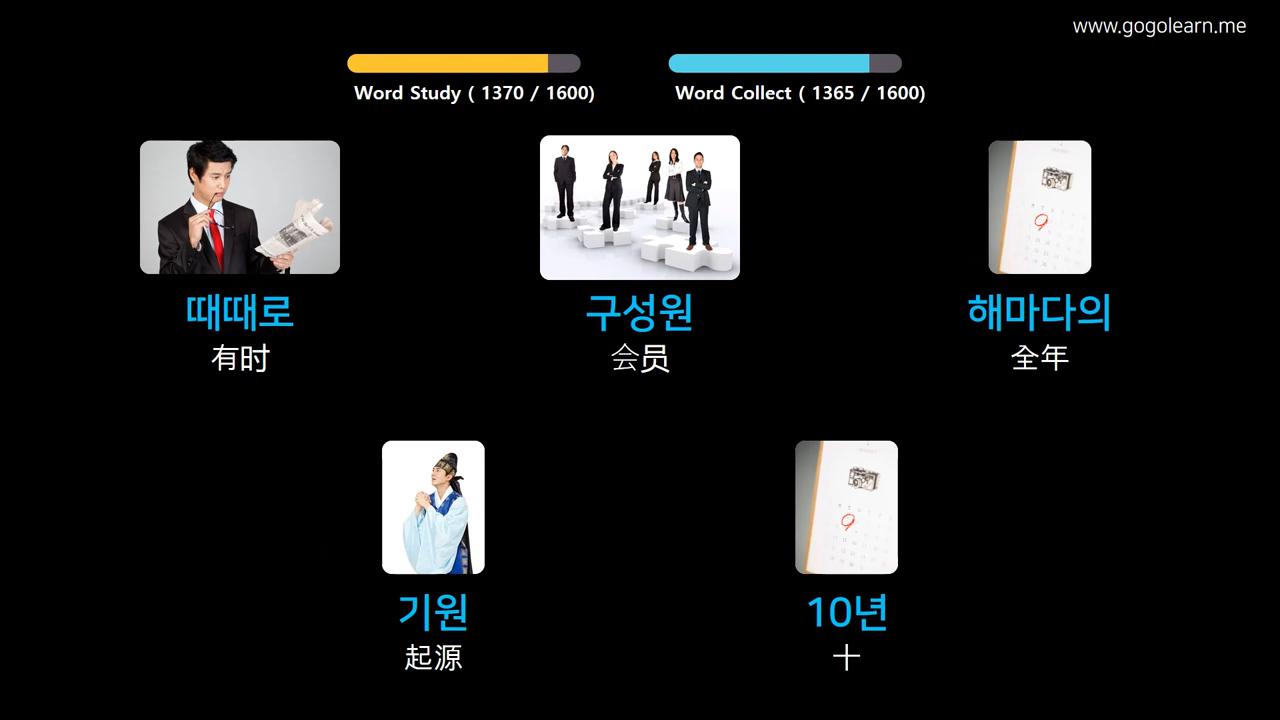 www.gogolearn.me
Word Study ( 1370 / 1600)
Word Collect ( 1365 / 1600)
때때로
有时
구성원
会员
해마다의
全年
기원
起源
10년
十